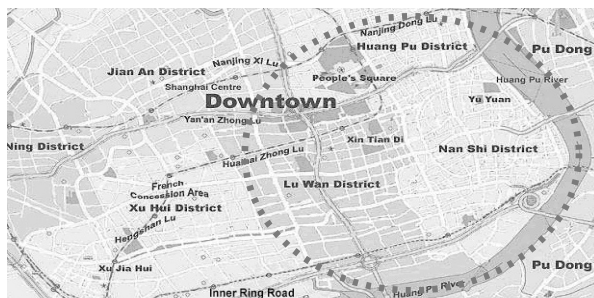 Nanjing Dong Lu
Huang Pu District
Pu Dong
Nanjing Xi Lu
Jian An District
People's Square
Huang Pu River
Shanghai Centre
Downtown
Yu Yuan
Yan'an Zhong Lu
Xin Tian Di
Ning District
Nan Shi District
Huaihai Zhong Lu
Lu Wan District
French
Concession Area
Xu Hui District
Hengshan Lu
Xu Jia Hui
Pu Dong
Inner Ring Road
Huang Pu River